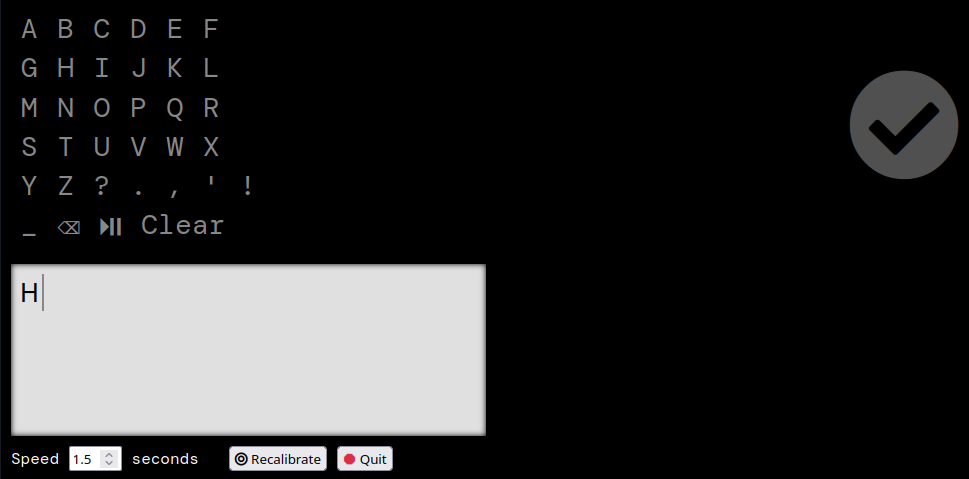 A B C D E F
G H I J K L
M N O P Q R
S T U V W X
Y Z ? . , ' !
_ ⌫ ⏯ Clear
H
Speed 1.5 seconds Recalibrate Quit